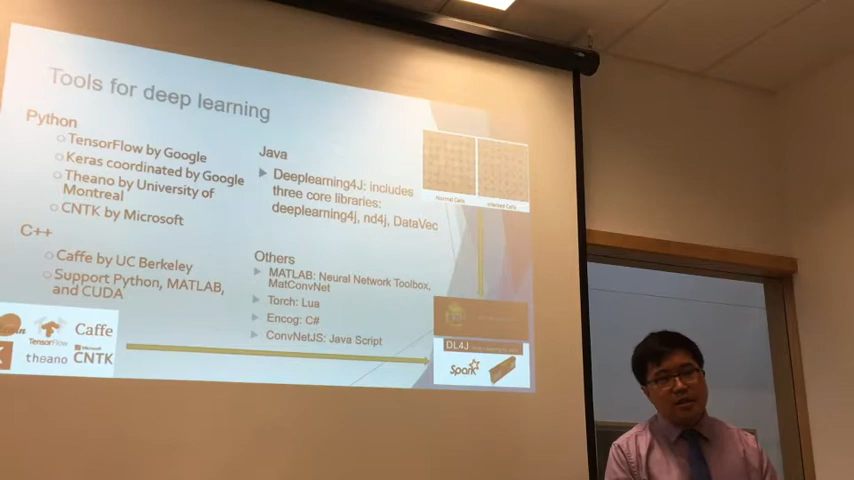 Tools for deep learning
Python
TensorFlow by Google
Keras coordinated by Google
Theano by University of
Montreal
CNTK by Microsoft
C++
Caffe by UC Berkeley
Support Python, MATLAB,
and CUDA
Java
Deeplearning4J: includes
three core libraries:
deeplearning4j, nd4j, DataVec
Others
MATLAB: Neural Network Toolbox,
MatConvNet
Torch: Lua
Encog: C#
ConvNetJS: Java Script
Normal Cells
Infected Cells
TensorFlow
Caffe
K
theano
Microsoft
CNTK
DL4J
Spark